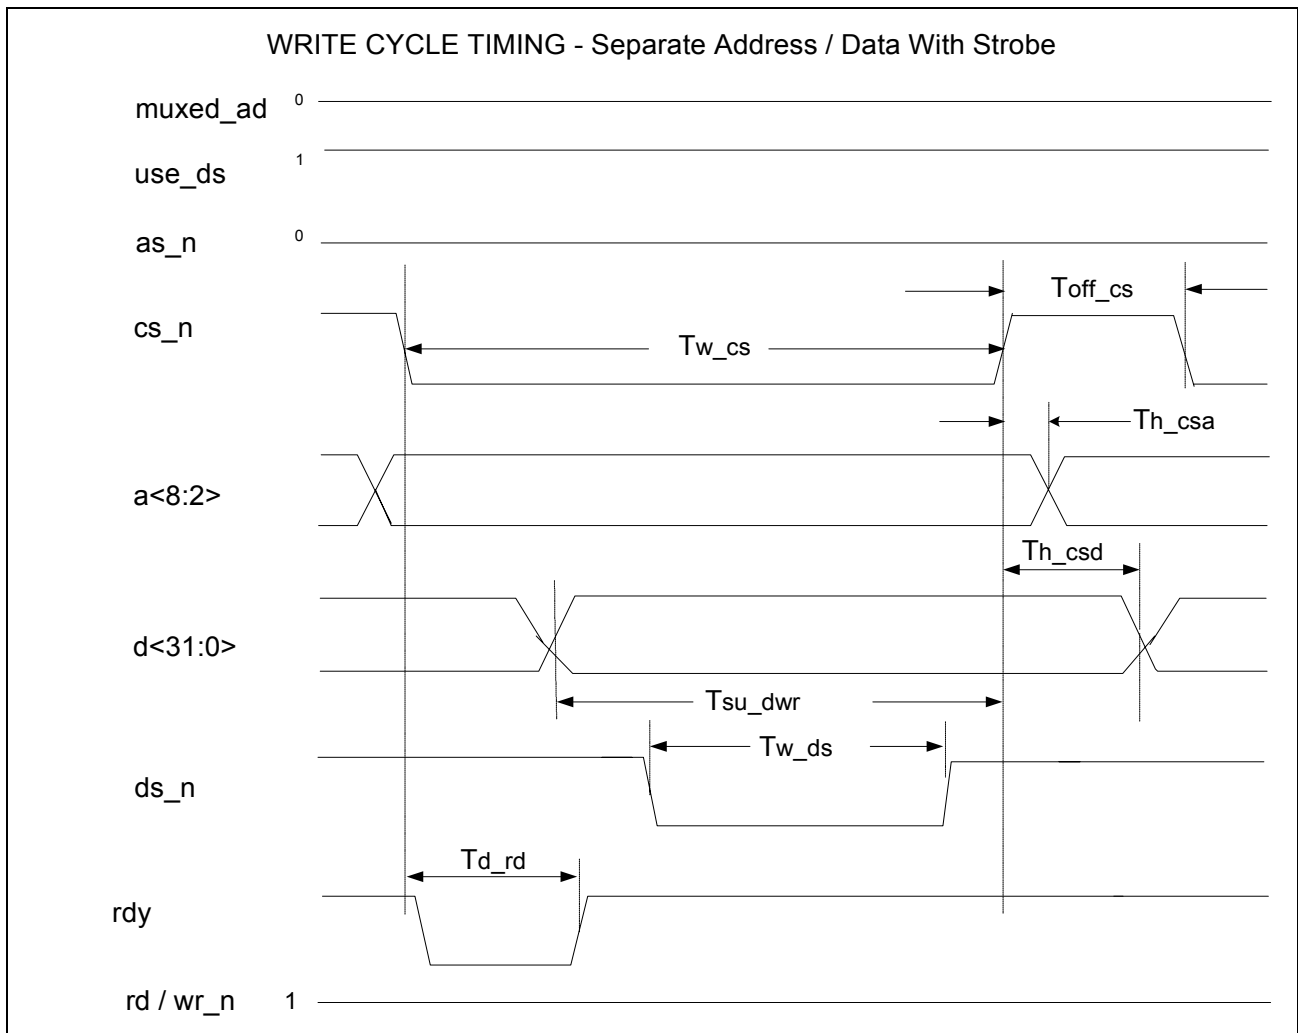 WRITE CYCLE TIMING - Separate Address / Data With Strobe
muxed_ad 0
use_ds 1
as_n 0
Toff_cs
cs_n
Tw_cs
Th_csa
a<8:2>
Th_csd
d<31:0>
Tsu_dwr
Tw_ds
ds_n
Td_rd
rdy
rd / wr_n 1